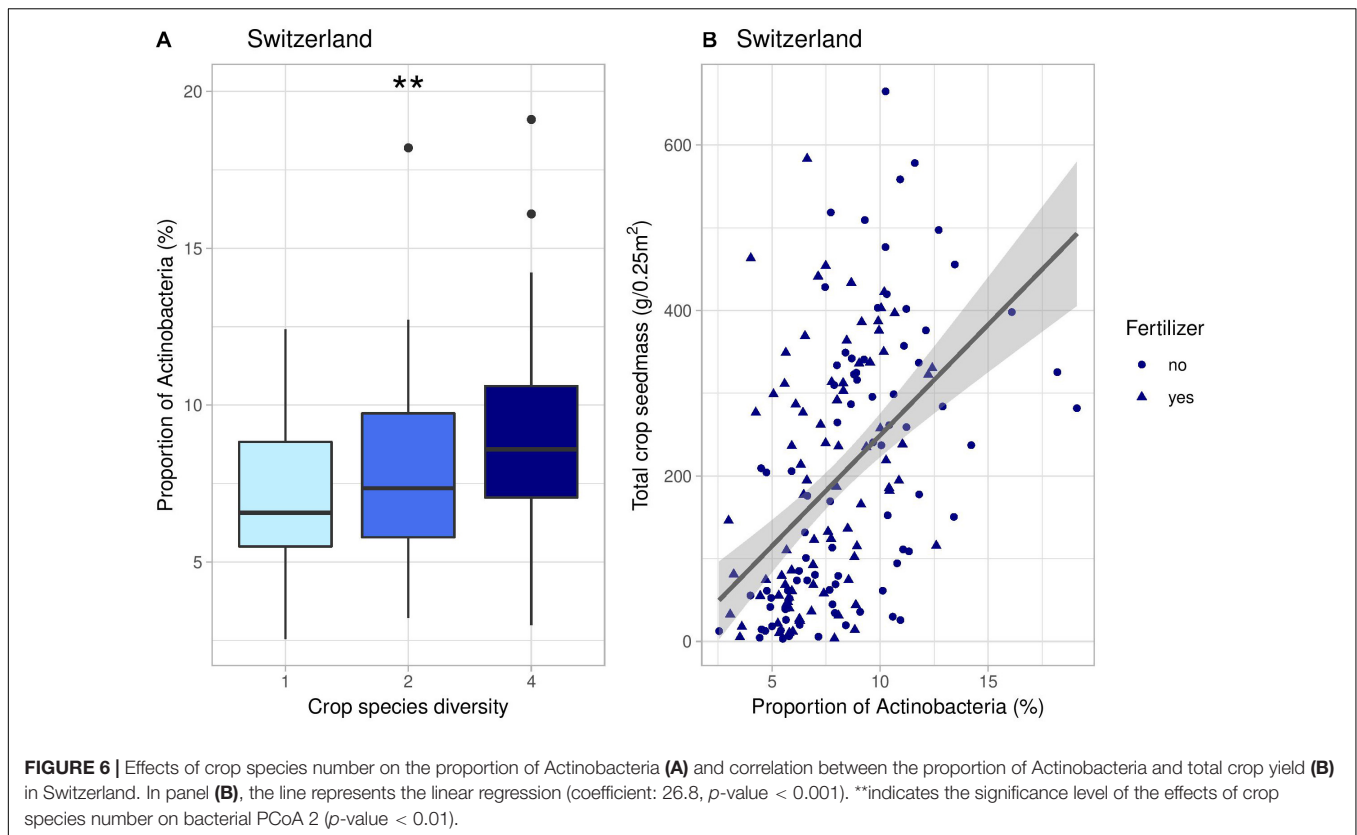 A Switzerland
**
Proportion of Actinobacteria (%)
20
15
10
5
1 2 4
Crop species diversity
B Switzerland
Total crop seedmass (g/0.25m²)
600
400
200
0
5 10 15
Proportion of Actinobacteria (%)
Fertilizer
no
yes
FIGURE 6 | Effects of crop species number on the proportion of Actinobacteria (A) and correlation between the proportion of Actinobacteria and total crop yield (B)
in Switzerland. In panel (B), the line represents the linear regression (coefficient: 26.8, p-value < 0.001). **indicates the significance level of the effects of crop
species number on bacterial PCoA 2 (p-value < 0.01).